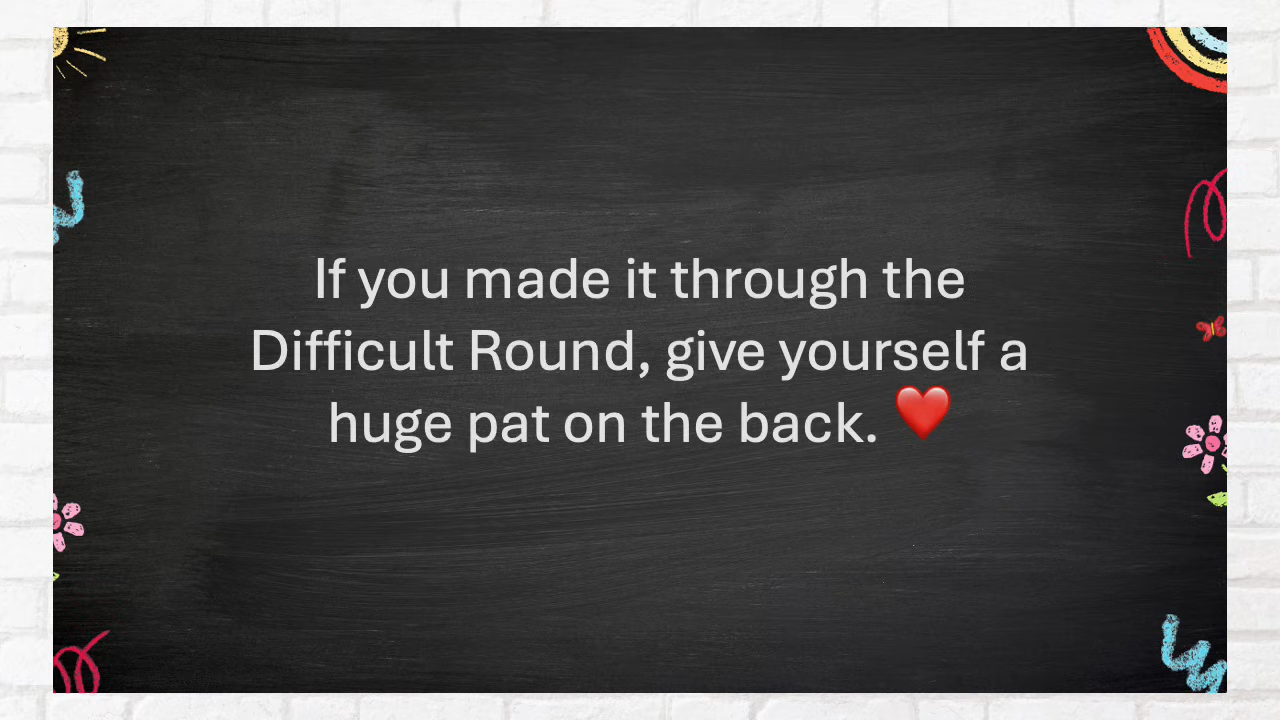 If you made it through the
Difficult Round, give yourself a
huge pat on the back. ❤️